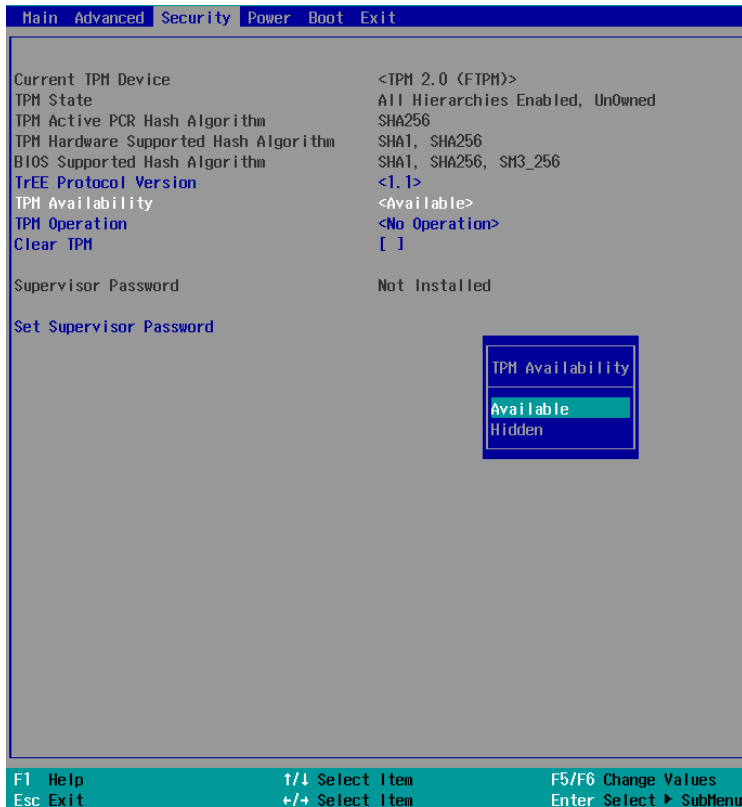 Main Advanced Security Power Boot Exit
Current TPM Device <TPM 2.0 (FTPM)>
TPM State All Hierarchies Enabled, UnOwned
TPM Active PCR Hash Algorithm SHA256
TPM Hardware Supported Hash Algorithm SHA1, SHA256
BIOS Supported Hash Algorithm SHA1, SHA256, SM3_256
TrEE Protocol Version <1.1>
TPM Availability <Available>
TPM Operation <No Operation>
Clear TPM [ ]
Supervisor Password Not Installed
Set Supervisor Password
TPM Availability
Available
Hidden
F1 Help ↑/↓ Select Item F5/F6 Change Values
Esc Exit ←/→ Select Item Enter Select ▶ SubMenu